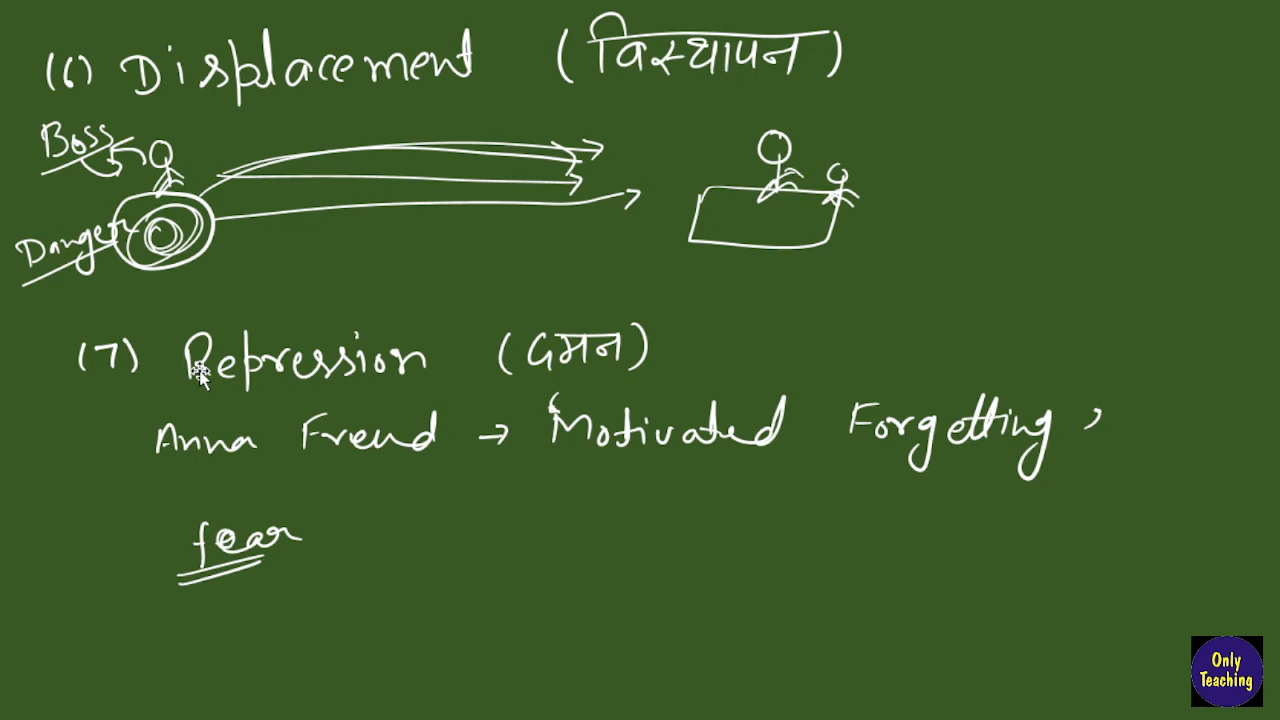 (6) Displacement (विस्थापन)
Boss
Danger
(7) Repression (दमन)
Anna Freud → Motivated Forgetting,
fear
Only
Teaching